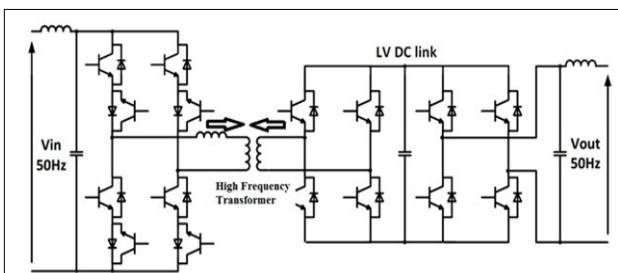 LV DC link
Vin
50Hz
High Frequency
Transformer
Vout
50Hz